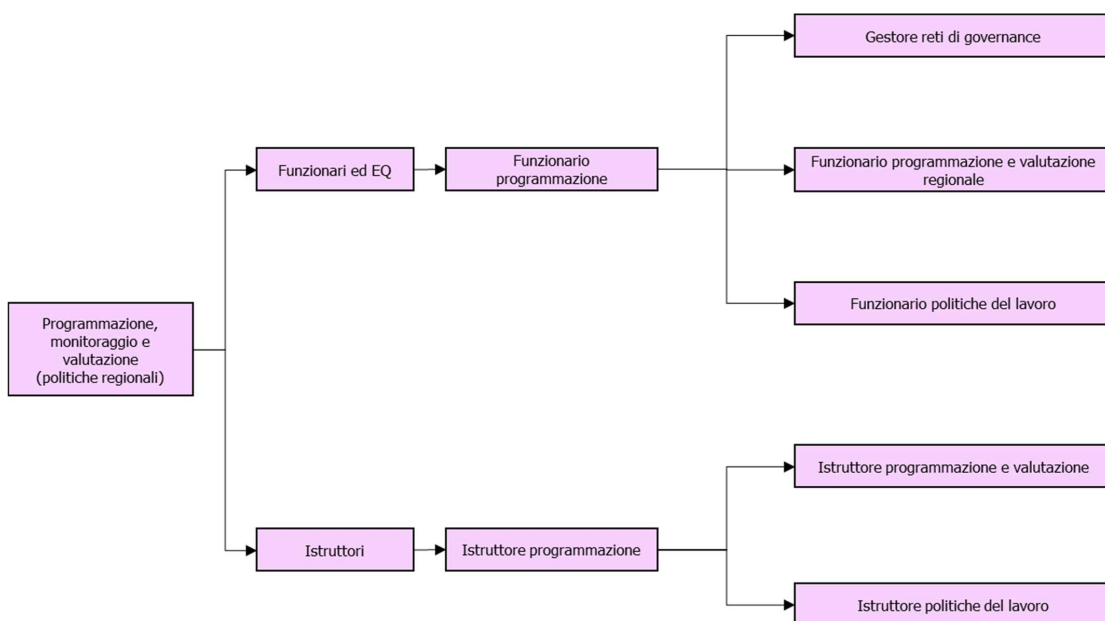 Gestore reti di governance
Funzionari ed EQ
Funzionario
programmazione
Funzionario programmazione e valutazione
regionale
Funzionario politiche del lavoro
Programmazione,
monitoraggio e
valutazione
(politiche regionali)
Istruttore programmazione e valutazione
Istruttori
Istruttore programmazione
Istruttore politiche del lavoro